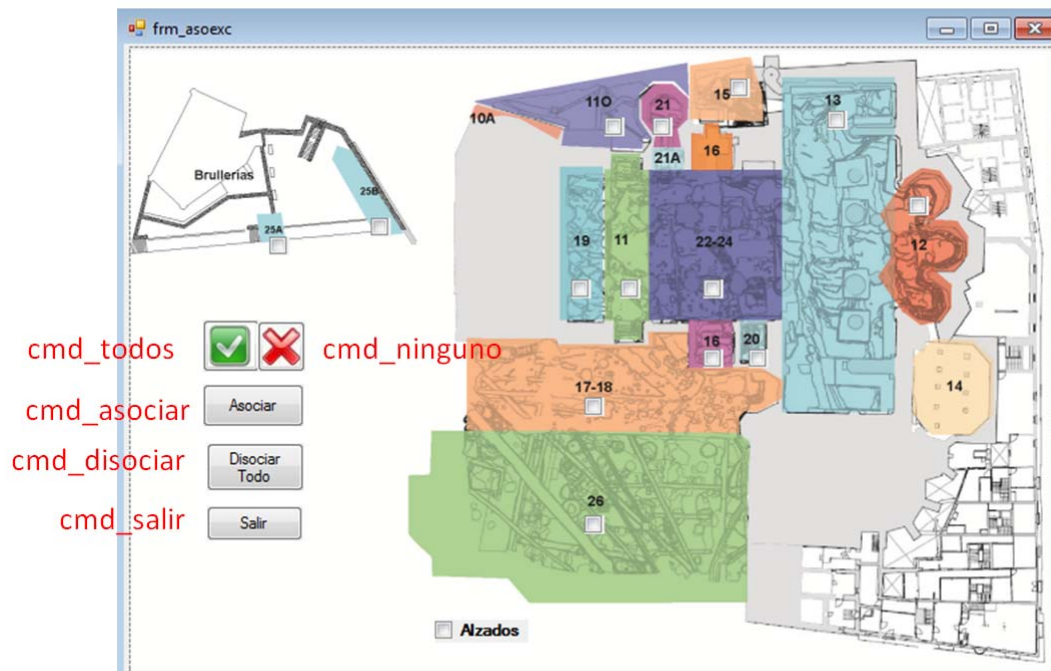 frm_asoexc
10A
11O
21
15
13
21A
16
Brullerías
25B
25A
19
11
22-24
12
cmd_todos
cmd_ninguno
16
20
14
17-18
cmd_asociar
Asociar
cmd_disociar
Disociar
Todo
cmd_salir
Salir
26
Alzados